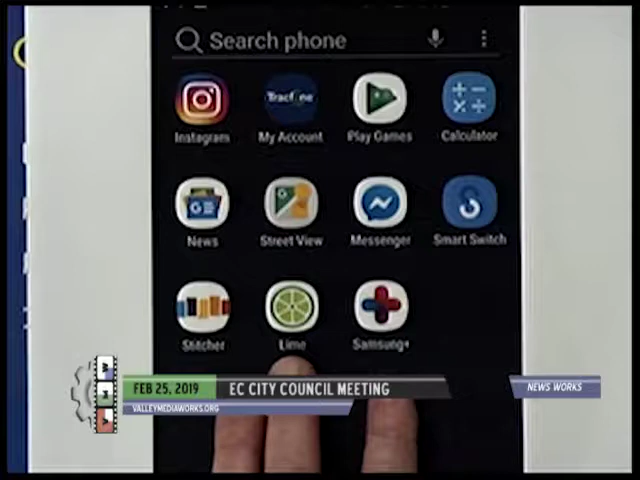 Search phone
Instagram
Tracfone
My Account
Play Games
Calculator
News
Street View
Messenger
Smart Switch
Stitcher
Lime
Samsung+
FEB 25, 2019
EC CITY COUNCIL MEETING
NEWS WORKS
VALLEYMEDIAWORKS.ORG
V M W